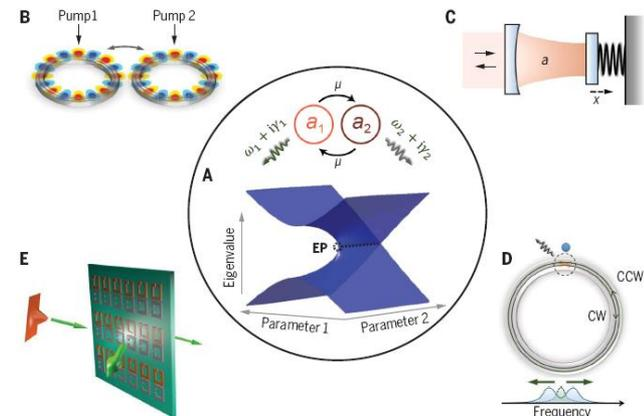 B
Pump1
Pump 2
C
a
x
μ
a₁
a₂
ω₁ + iγ₁
ω₂ + iγ₂
μ
A
EP
Eigenvalue
Parameter 1
Parameter 2
E
D
CCW
CW
Frequency